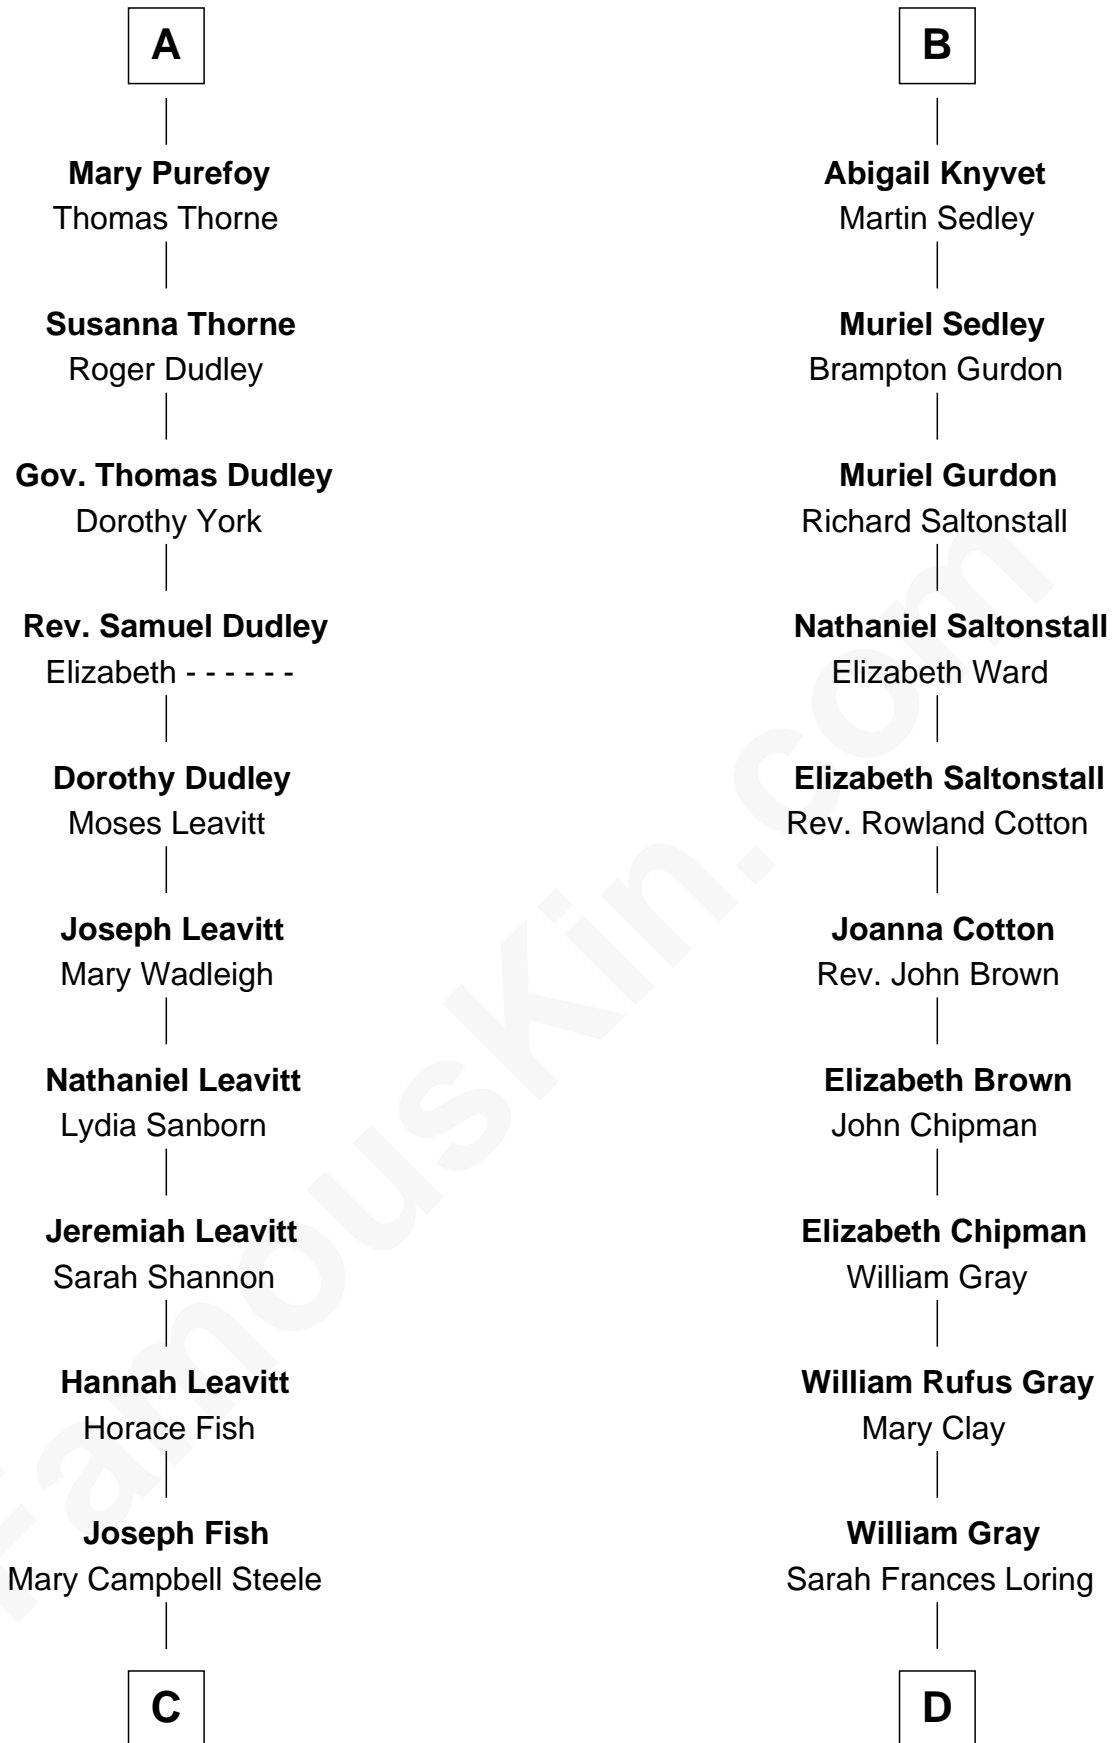 A
Mary Purefoy
Thomas Thorne
Susanna Thorne
Roger Dudley
Gov. Thomas Dudley
Dorothy York
Rev. Samuel Dudley
Elizabeth - - - - - -
Dorothy Dudley
Moses Leavitt
Joseph Leavitt
Mary Wadleigh
Nathaniel Leavitt
Lydia Sanborn
Jeremiah Leavitt
Sarah Shannon
Hannah Leavitt
Horace Fish
Joseph Fish
Mary Campbell Steele
C
B
Abigail Knyvet
Martin Sedley
Muriel Sedley
Brampton Gurdon
Muriel Gurdon
Richard Saltonstall
Nathaniel Saltonstall
Elizabeth Ward
Elizabeth Saltonstall
Rev. Rowland Cotton
Joanna Cotton
Rev. John Brown
Elizabeth Brown
John Chipman
Elizabeth Chipman
William Gray
William Rufus Gray
Mary Clay
William Gray
Sarah Frances Loring
D
FamousKin.com